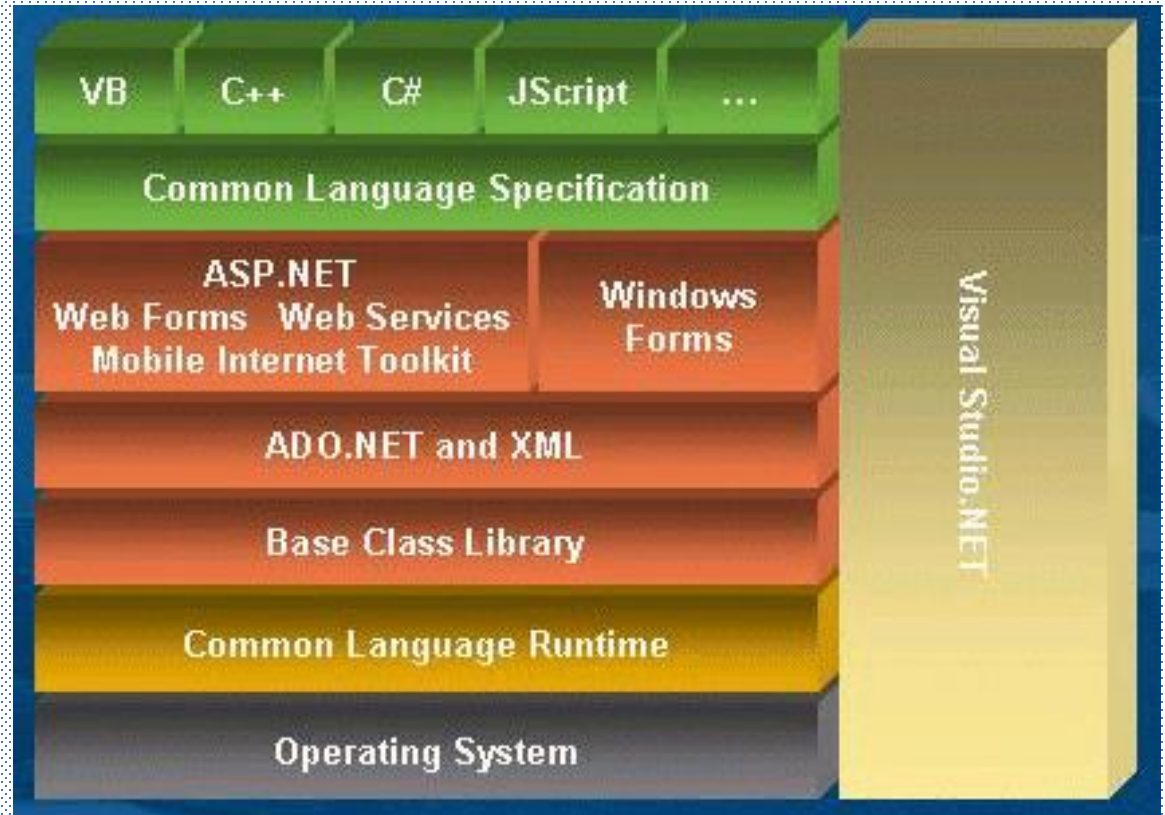 VB
C++
C#
JScript
...
Common Language Specification
ASP.NET
Web Forms Web Services
Mobile Internet Toolkit
Windows
Forms
ADO.NET and XML
Base Class Library
Common Language Runtime
Operating System
Visual Studio.NET